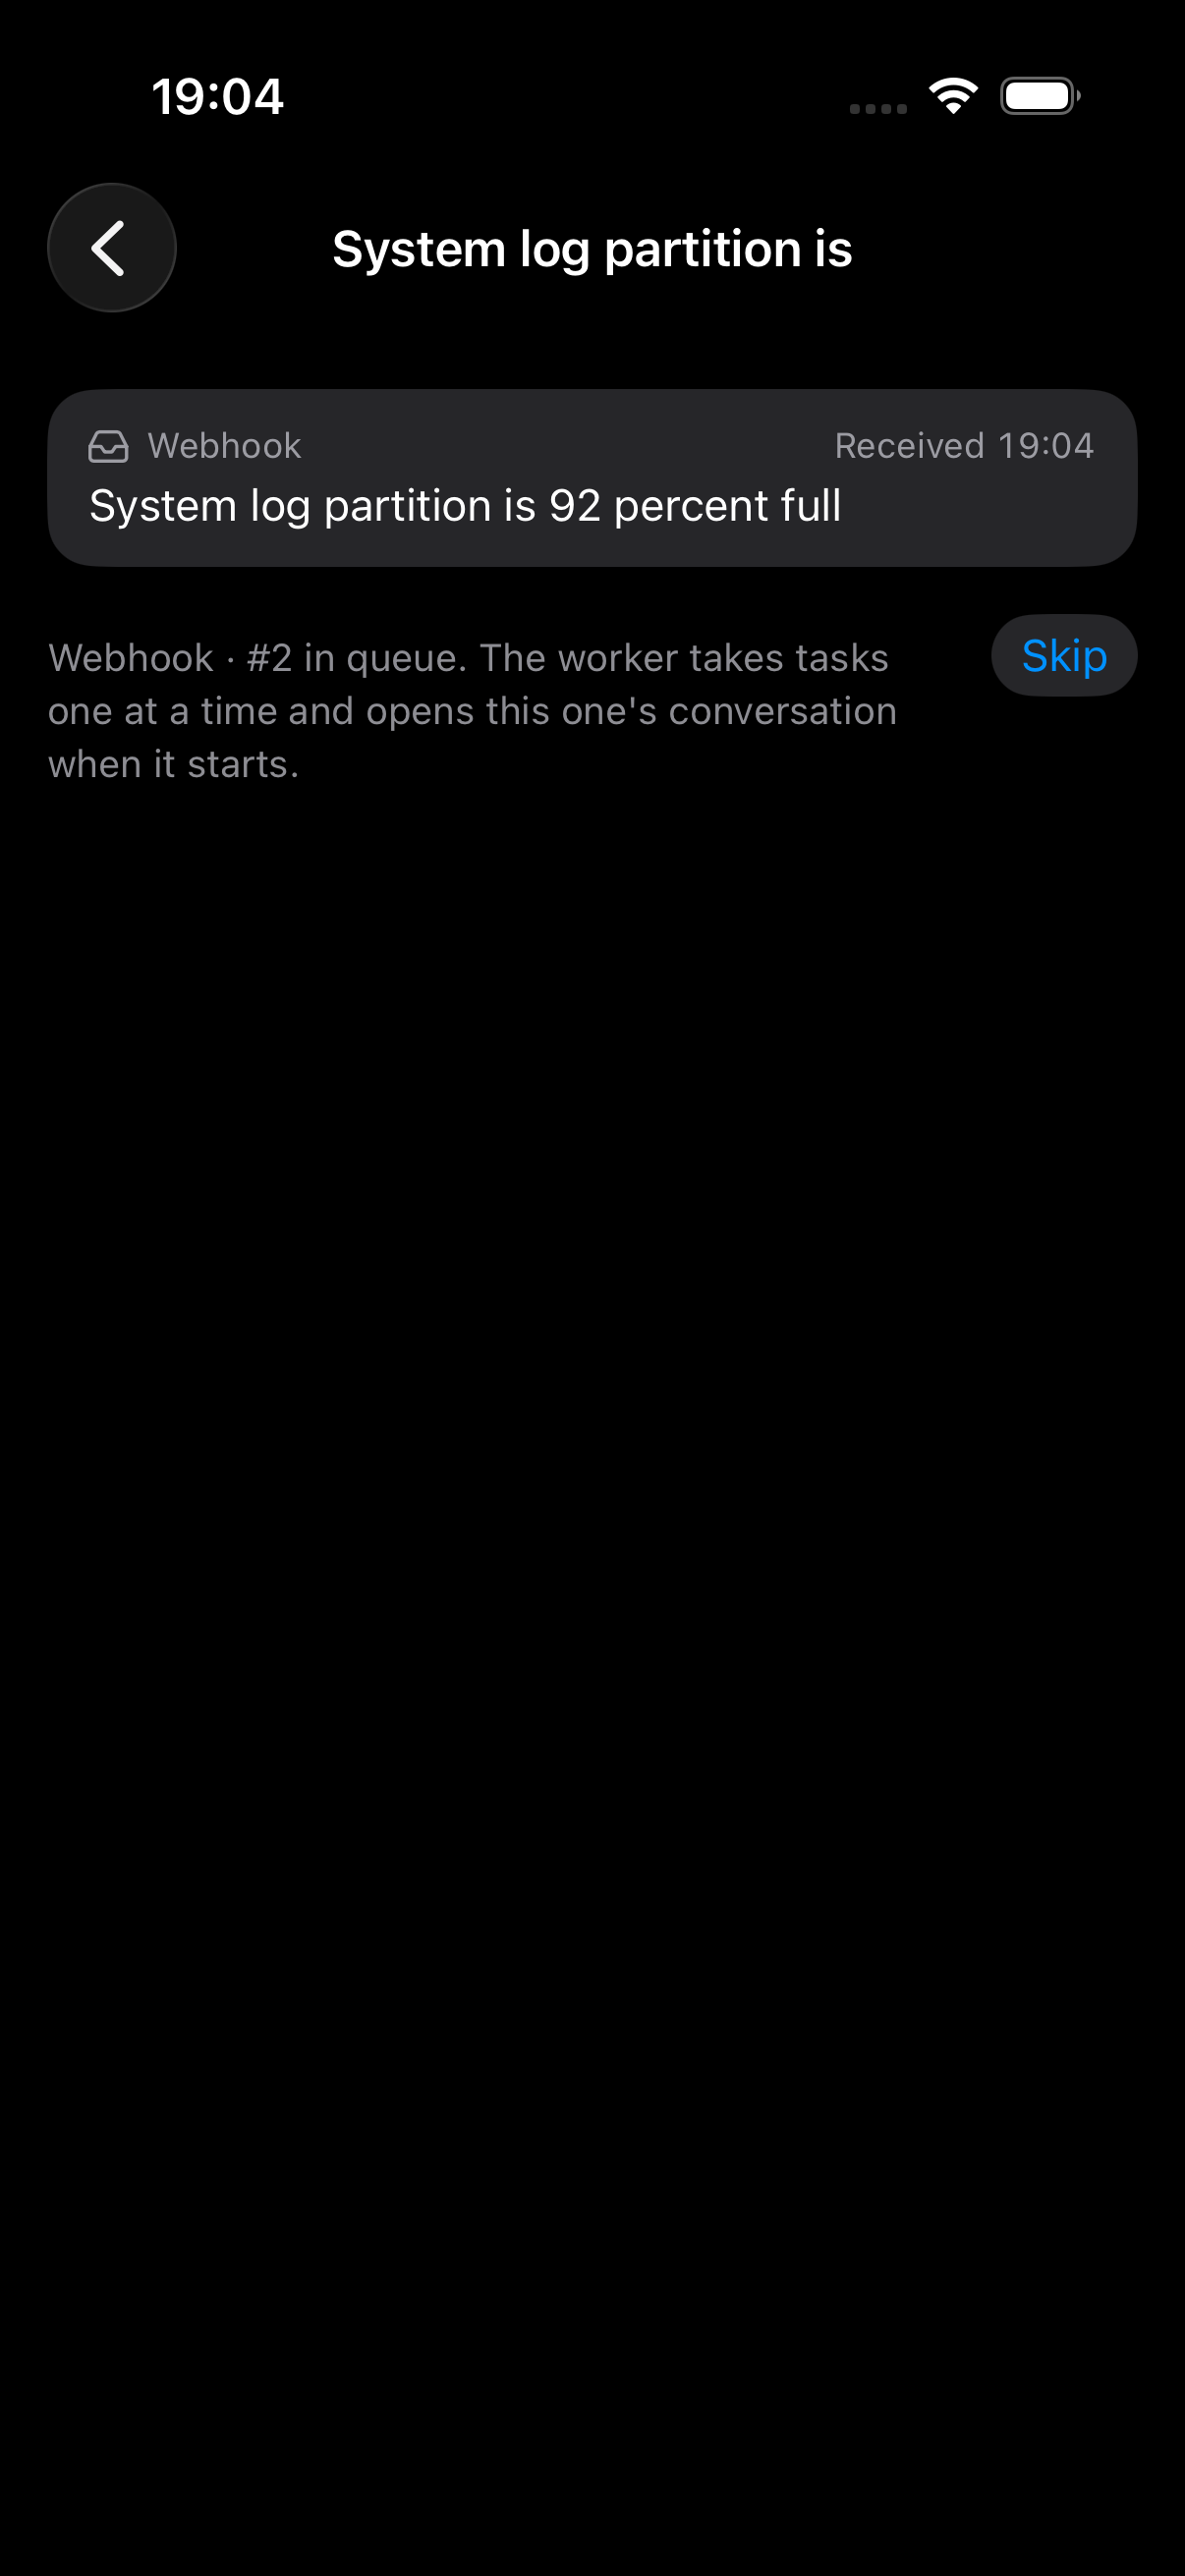 19:04
System log partition is
Webhook
Received 19:04
System log partition is 92 percent full
Webhook · #2 in queue. The worker takes tasks
one at a time and opens this one's conversation
when it starts.
Skip